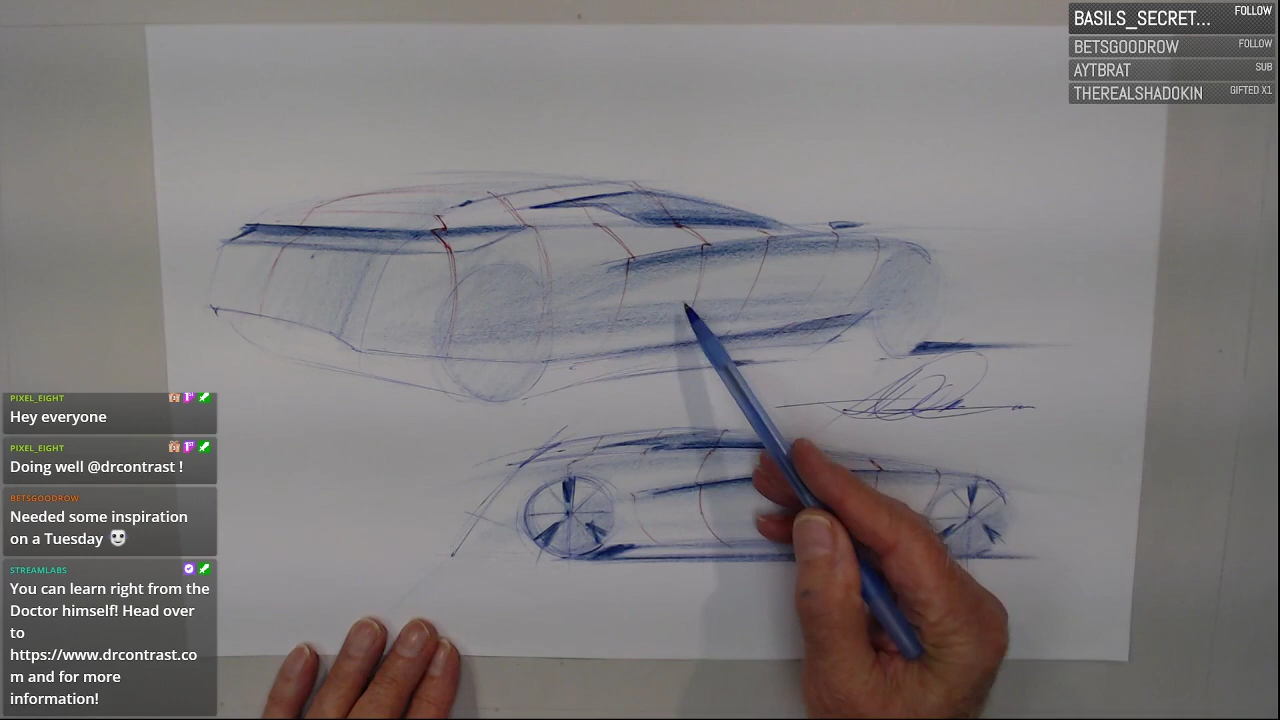 BASILS_SECRET... FOLLOW
BETSGOODROW FOLLOW
AYTBRAT SUB
THEREALSHADOKIN GIFTED X1
PIXEL_EIGHT
Hey everyone
PIXEL_EIGHT
Doing well @drcontrast !
BETSGOODROW
Needed some inspiration
on a Tuesday
STREAMLABS
You can learn right from the
Doctor himself! Head over
to
https://www.drcontrast.co
m and for more
information!